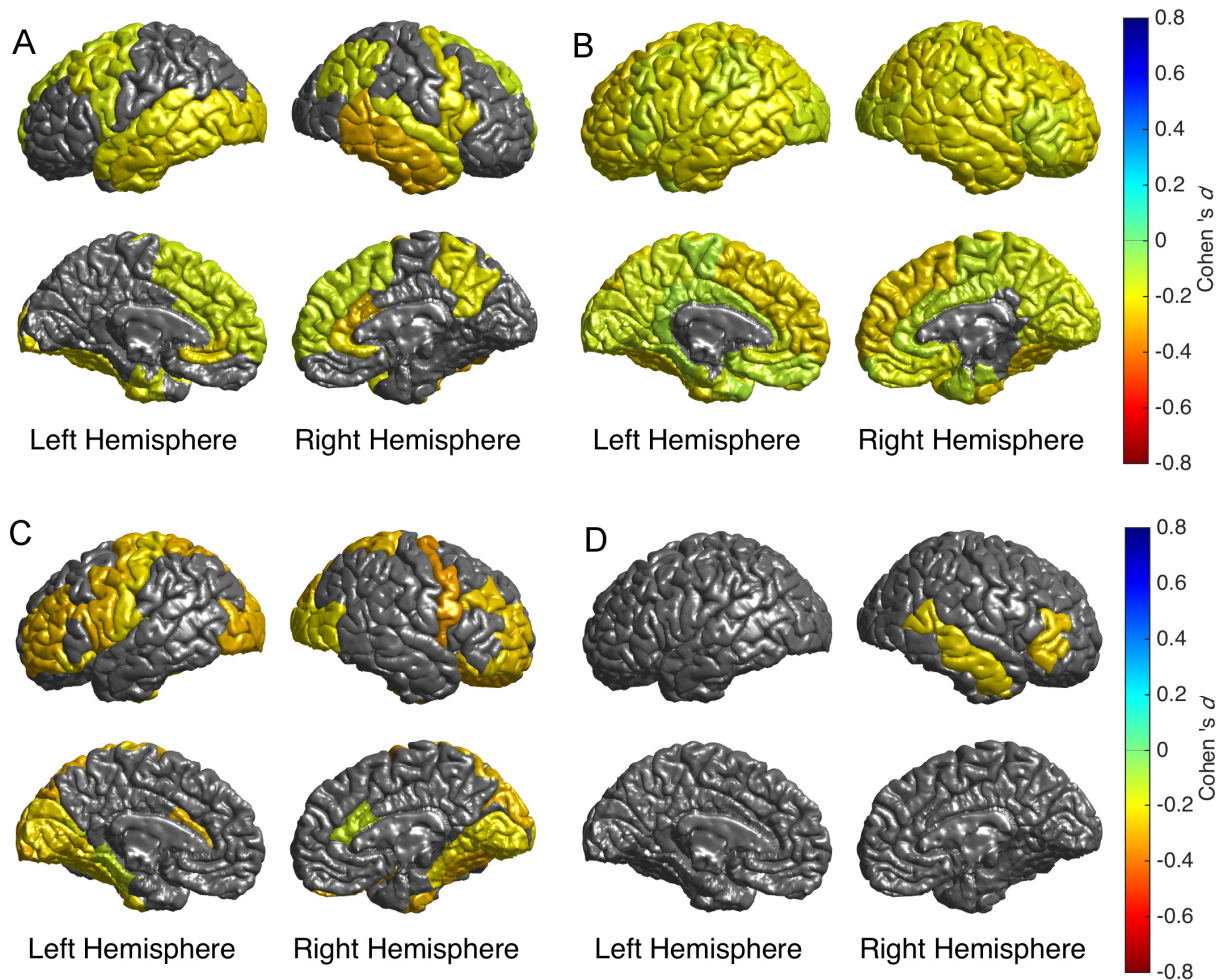 A
B
0.8
0.6
0.4
0.2
0
-0.2
-0.4
-0.6
-0.8
Cohen 's d
Left Hemisphere
Right Hemisphere
Left Hemisphere
Right Hemisphere
C
D
0.8
0.6
0.4
0.2
0
-0.2
-0.4
-0.6
-0.8
Cohen 's d
Left Hemisphere
Right Hemisphere
Left Hemisphere
Right Hemisphere